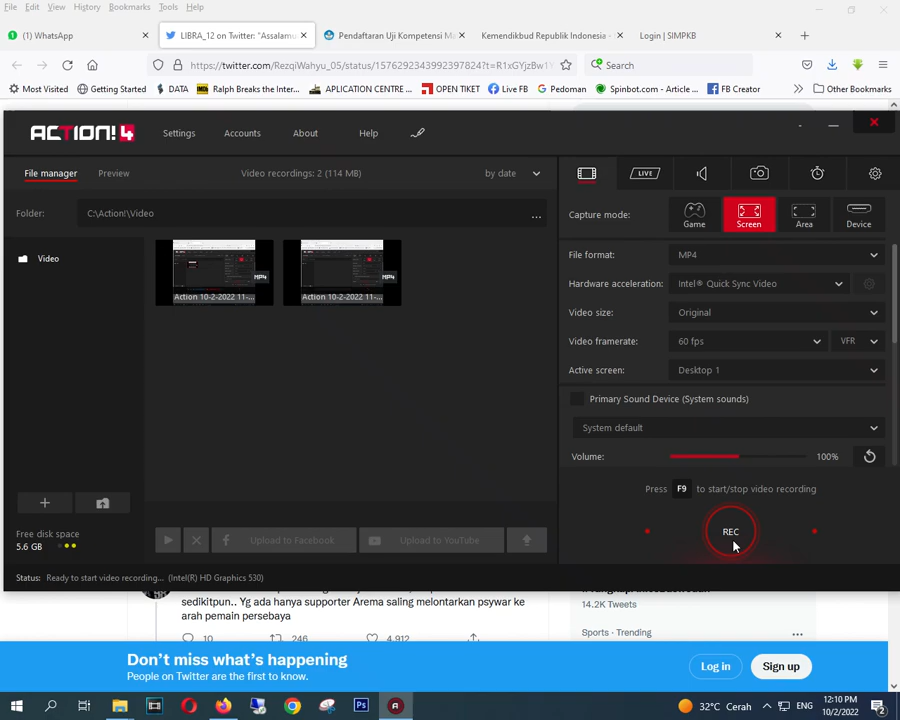 File Edit View History Bookmarks Tools Help
(1) WhatsApp
LIBRA_12 on Twitter: "Assalamu
Pendaftaran Uji Kompetensi Ma
Kemendikbud Republik Indonesia -
Login | SIMPKB
https://twitter.com/RezqiWahyu_05/status/1576292343992397824?t=R1xGYjzBw1Y
Search
Most Visited Getting Started DATA Ralph Breaks the Inter... APLICATION CENTRE ... OPEN TIKET Live FB Pedoman Spinbot.com - Article ... FB Creator Other Bookmarks
ACTION! 4 Settings Accounts About Help
File manager Preview Video recordings: 2 (114 MB) by date
LIVE
Folder: C:\Action!\Video ...
Capture mode: Game Screen Area Device
Video
MP4 MP4
Action 10-2-2022 11-... Action 10-2-2022 11-...
File format: MP4
Hardware acceleration: Intel® Quick Sync Video
Video size: Original
Video framerate: 60 fps VFR
Active screen: Desktop 1
Primary Sound Device (System sounds)
System default
Volume: 100%
Press F9 to start/stop video recording
REC
Free disk space
5.6 GB
Upload to Facebook Upload to YouTube
Status: Ready to start video recording... (Intel(R) HD Graphics 530)
sedikitpun.. Yg ada hanya supporter Arema saling melontarkan psywar ke
arah pemain persebaya
10 246 4,912
14.2K Tweets
Sports · Trending
Don't miss what's happening
People on Twitter are the first to know.
Log in Sign up
32°C Cerah ENG 12:10 PM
10/2/2022
2